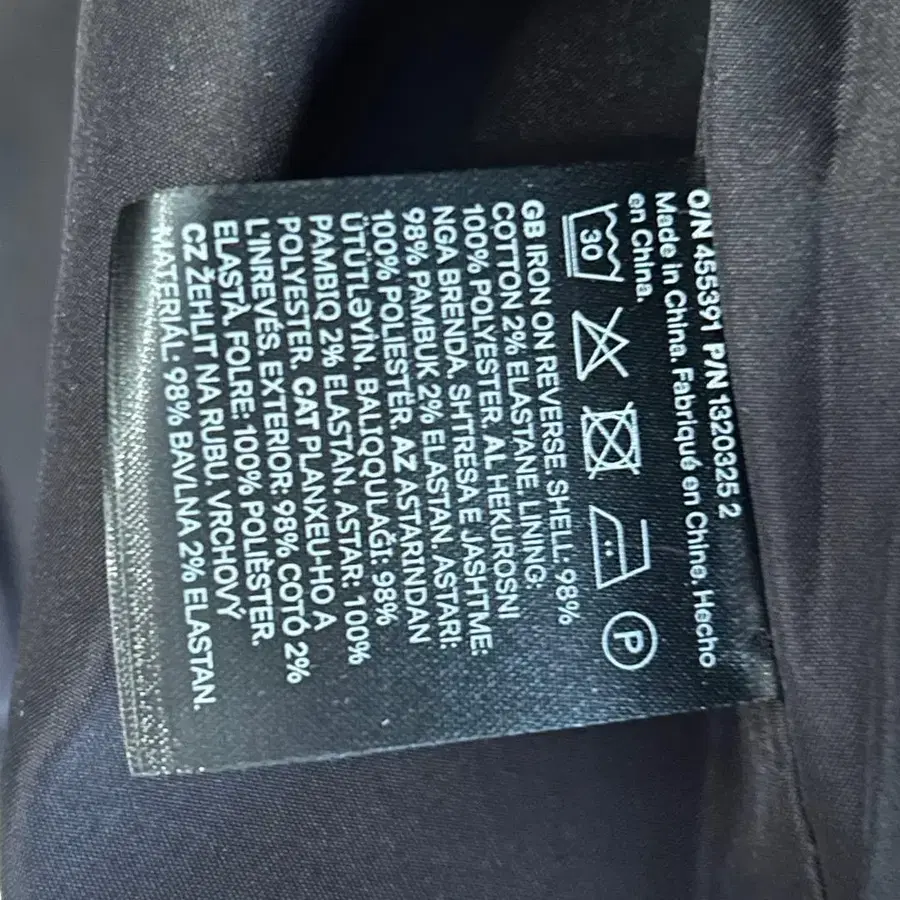 O/N 455391 P/N 1320325 2
Made in China. Fabriqué en Chine. Hecho
en China.
30
P
GB IRON ON REVERSE SHELL: 98%
COTTON 2% ELASTANE. LINING:
100% POLYESTER. AL HEKUROSNI
NGA BRENDA. SHTRESA E JASHTME:
98% PAMBUK 2% ELASTAN. ASTARI:
100% POLIESTËR. AZ ASTARINDAN
ÜTÜTLƏYİN. BALIQQULAĞI: 98%
PAMBIQ 2% ELASTAN. ASTAR: 100%
POLYESTER. CAT PLANXEU-HO A
L'INREVÉS. EXTERIOR: 98% COTÓ 2%
ELASTÀ. FOLRE: 100% POLIÈSTER.
CZ ŽEHLIT NA RUBU. VRCHOVÝ
MATERIÁL: 98% BAVLNA 2% ELASTAN.